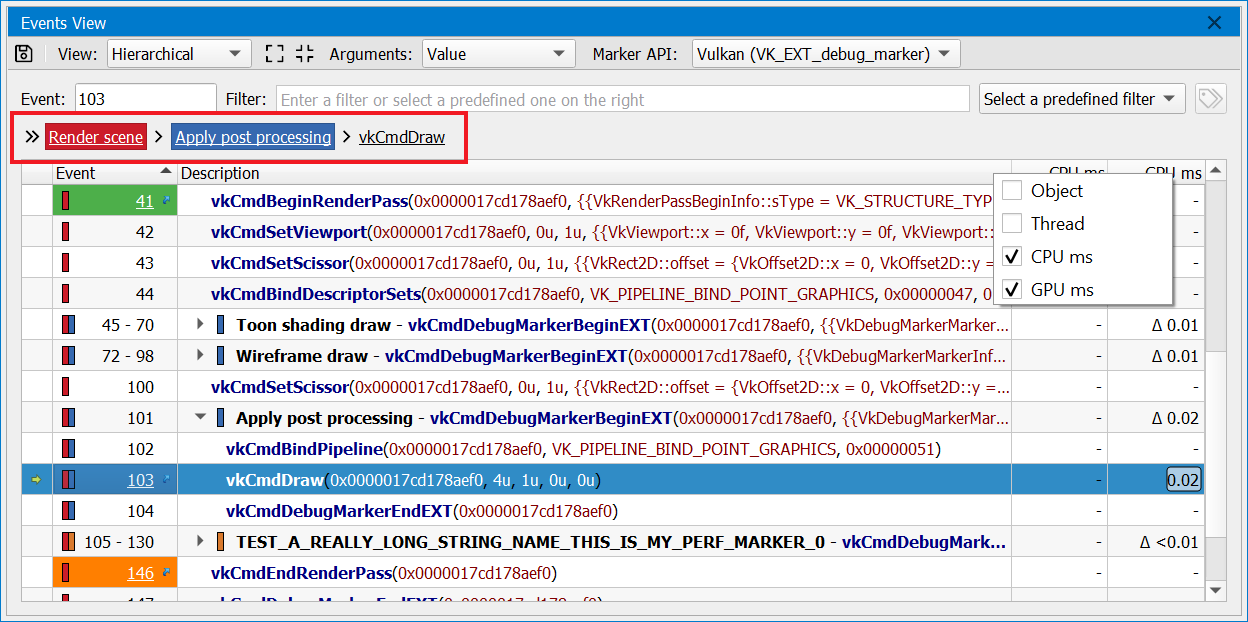 Events View
View: Hierarchical Arguments: Value Marker API: Vulkan (VK_EXT_debug_marker)
Event: 103 Filter: Enter a filter or select a predefined one on the right Select a predefined filter
» Render scene > Apply post processing > vkCmdDraw
Event Description CPU ms GPU ms
41 vkCmdBeginRenderPass(0x0000017cd178aef0, {{VkRenderPassBeginInfo::sType = VK_STRUCTURE_TYP -
Object
42 vkCmdSetViewport(0x0000017cd178aef0, 0u, 1u, {{VkViewport::x = 0f, VkViewport::y = 0f, VkViewport:: -
Thread
43 vkCmdSetScissor(0x0000017cd178aef0, 0u, 1u, {{VkRect2D::offset = {VkOffset2D::x = 0, VkOffset2D::y = -
CPU ms
44 vkCmdBindDescriptorSets(0x0000017cd178aef0, VK_PIPELINE_BIND_POINT_GRAPHICS, 0x00000047, 0 -
GPU ms
45 - 70 Toon shading draw - vkCmdDebugMarkerBeginEXT(0x0000017cd178aef0, {{VkDebugMarkerMarker... - Δ 0.01
72 - 98 Wireframe draw - vkCmdDebugMarkerBeginEXT(0x0000017cd178aef0, {{VkDebugMarkerMarkerInf... - Δ 0.01
100 vkCmdSetScissor(0x0000017cd178aef0, 0u, 1u, {{VkRect2D::offset = {VkOffset2D::x = 0, VkOffset2D::y =... - -
101 Apply post processing - vkCmdDebugMarkerBeginEXT(0x0000017cd178aef0, {{VkDebugMarkerMar... - Δ 0.02
102 vkCmdBindPipeline(0x0000017cd178aef0, VK_PIPELINE_BIND_POINT_GRAPHICS, 0x00000051) - -
103 vkCmdDraw(0x0000017cd178aef0, 4u, 1u, 0u, 0u) - 0.02
104 vkCmdDebugMarkerEndEXT(0x0000017cd178aef0) - -
105 - 130 TEST_A_REALLY_LONG_STRING_NAME_THIS_IS_MY_PERF_MARKER_0 - vkCmdDebugMark... - Δ <0.01
146 vkCmdEndRenderPass(0x0000017cd178aef0) - -